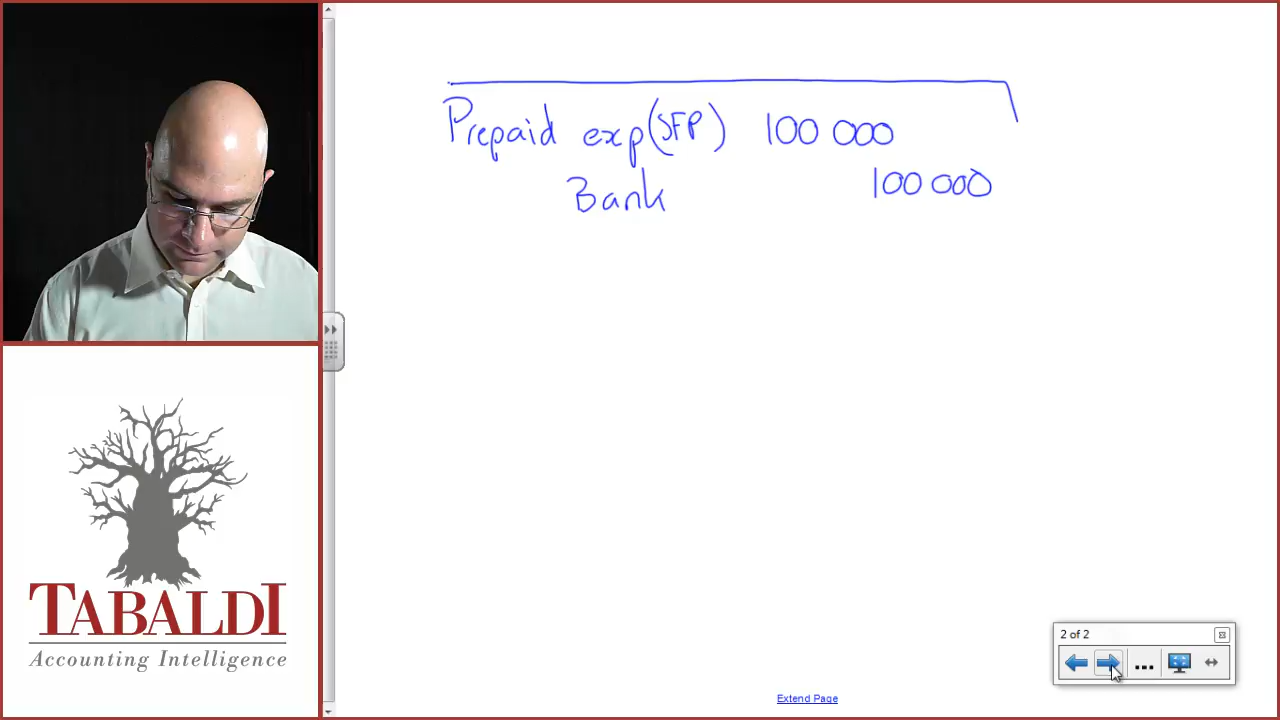 Prepaid exp(SFP) 100 000
Bank 100 000
TABALDI
Accounting Intelligence
2 of 2
...
Extend Page